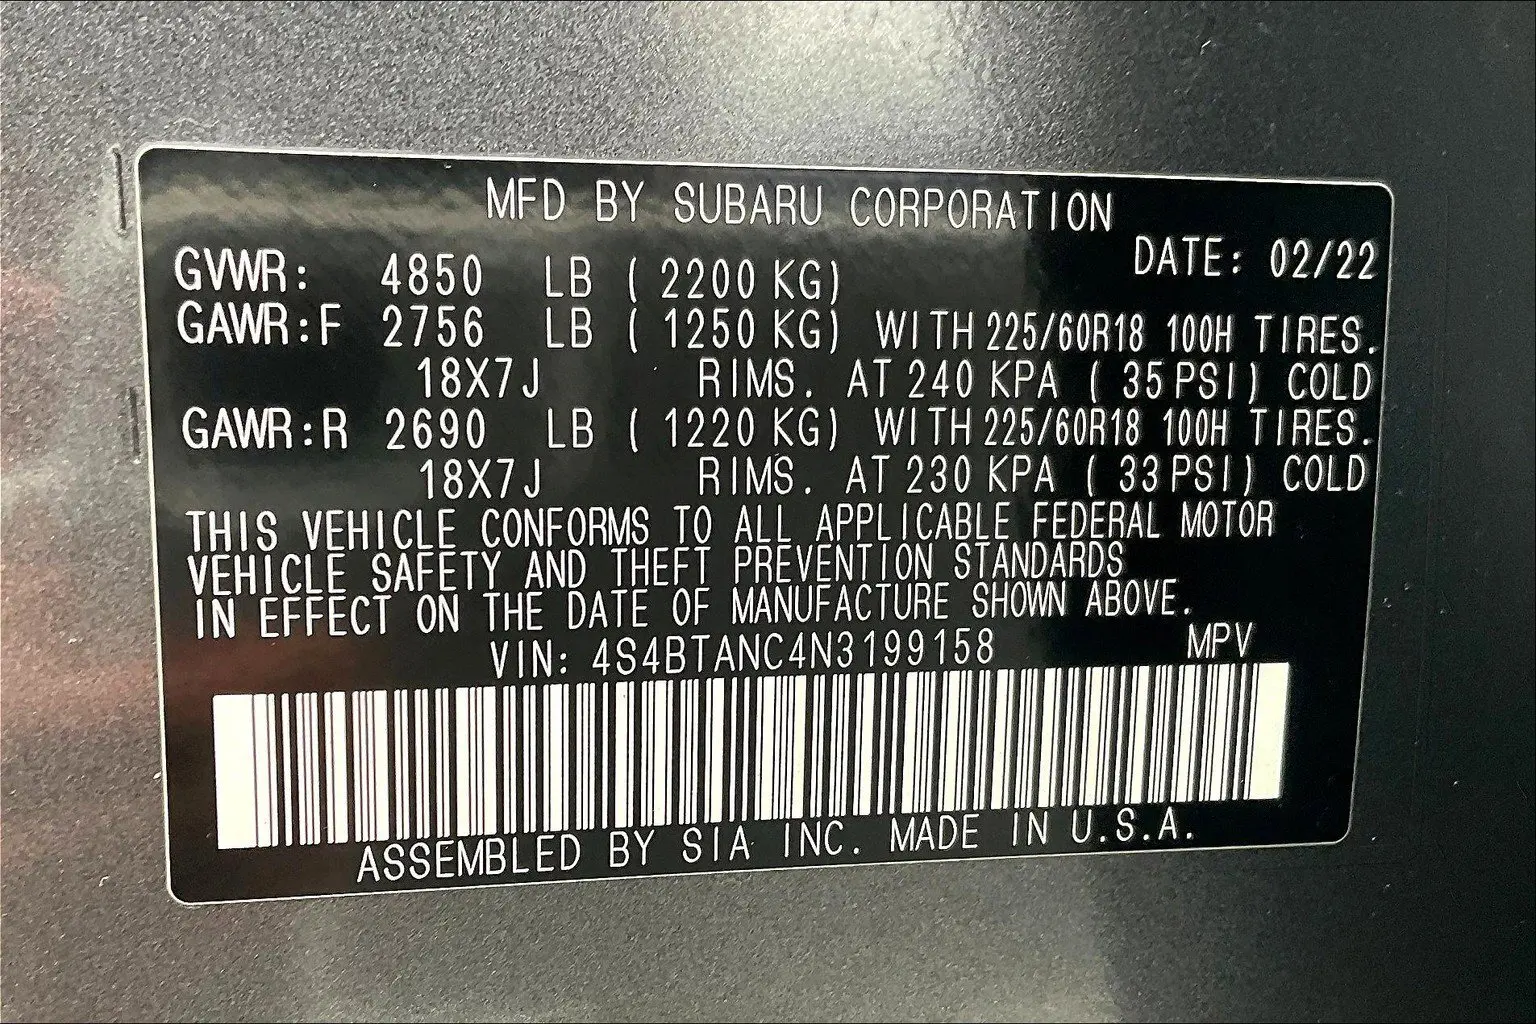 MFD BY SUBARU CORPORATION
DATE: 02/22
GVWR: 4850 LB ( 2200 KG)
GAWR:F 2756 LB ( 1250 KG) WITH 225/60R18 100H TIRES.
18X7J RIMS. AT 240 KPA ( 35 PSI) COLD
GAWR:R 2690 LB ( 1220 KG) WITH 225/60R18 100H TIRES.
18X7J RIMS. AT 230 KPA ( 33 PSI) COLD
THIS VEHICLE CONFORMS TO ALL APPLICABLE FEDERAL MOTOR
VEHICLE SAFETY AND THEFT PREVENTION STANDARDS
IN EFFECT ON THE DATE OF MANUFACTURE SHOWN ABOVE.
VIN: 4S4BTANC4N3199158 MPV
ASSEMBLED BY SIA INC. MADE IN U.S.A.